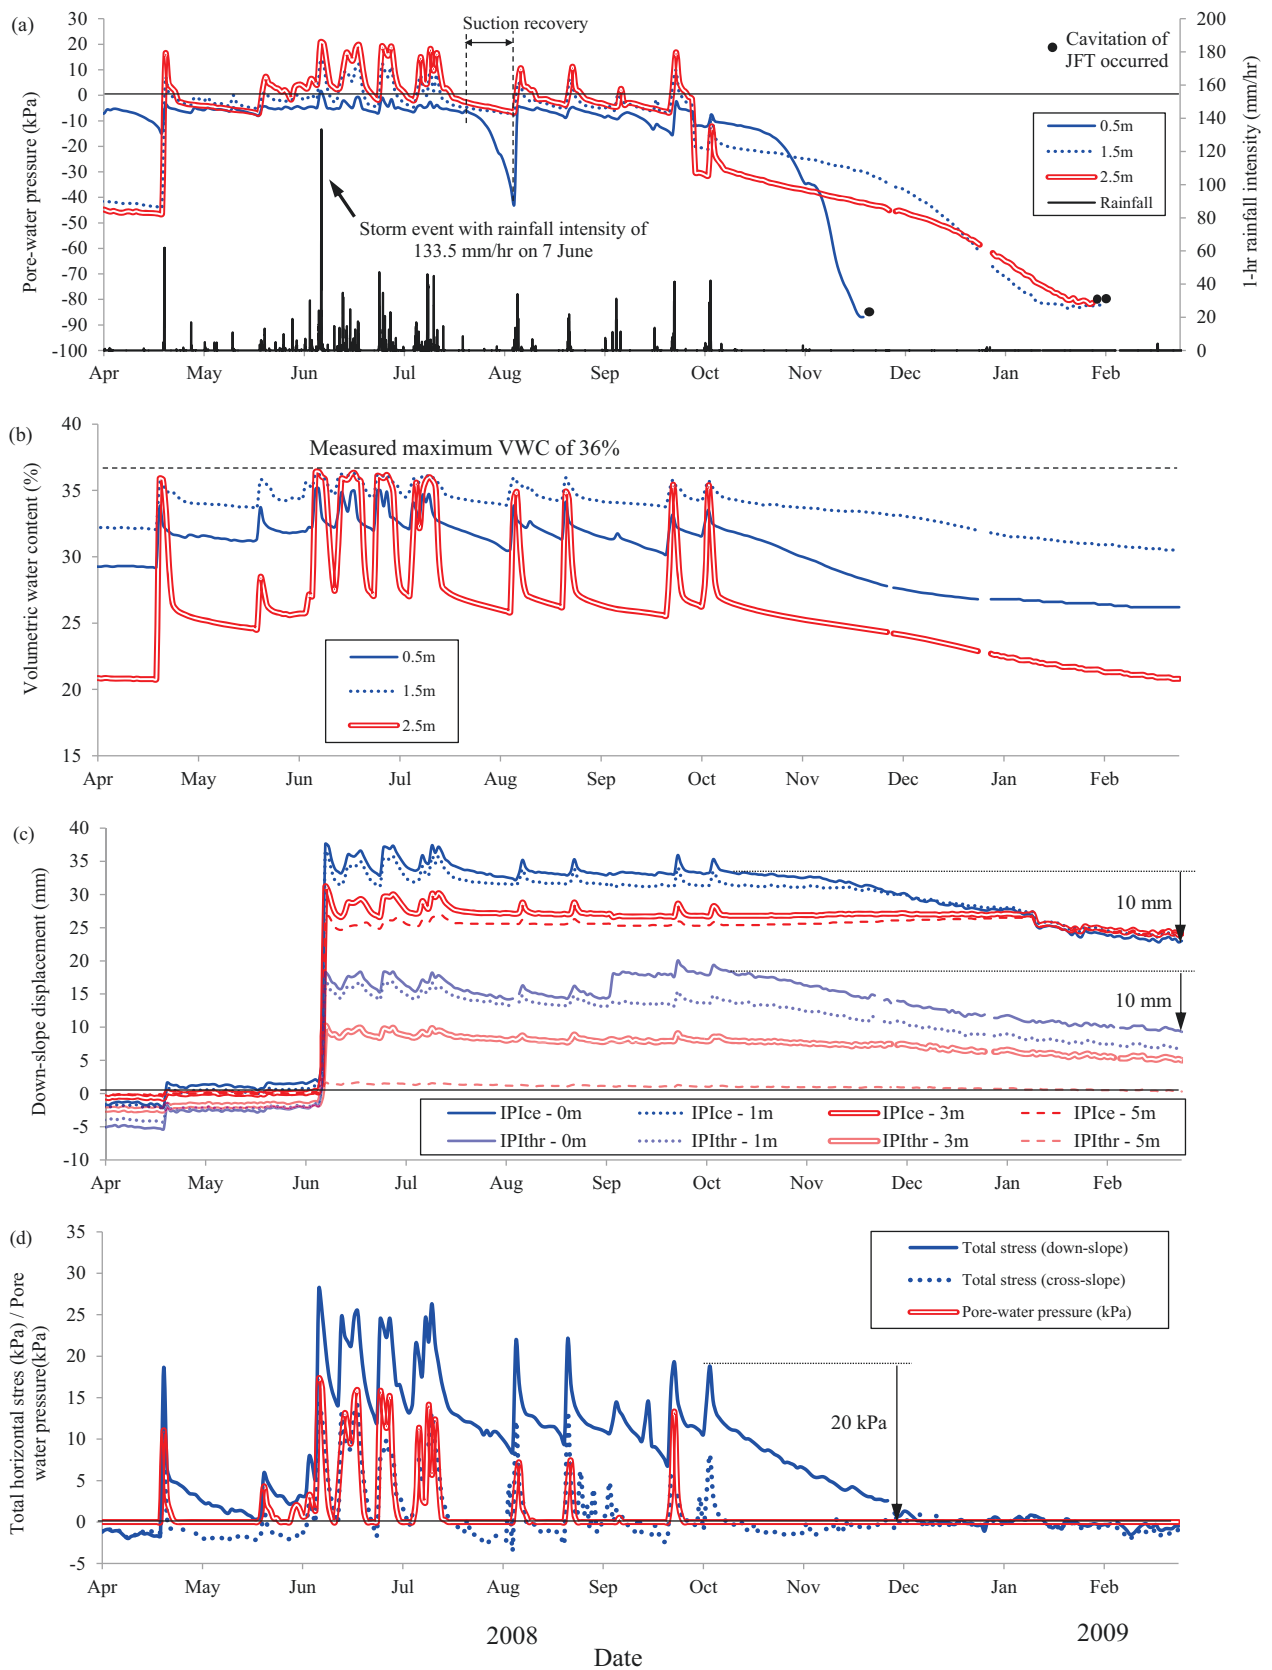 (a)
Pore-water pressure (kPa)
30
20
10
0
-10
-20
-30
-40
-50
-60
-70
-80
-90
-100
Suction recovery
Cavitation of
JFT occurred
0.5m
1.5m
2.5m
Rainfall
Storm event with rainfall intensity of
133.5 mm/hr on 7 June
200
180
160
140
120
100
80
60
40
20
0
1-hr rainfall intensity (mm/hr)
Apr May Jun Jul Aug Sep Oct Nov Dec Jan Feb
(b)
Volumetric water content (%)
40
35
30
25
20
15
Measured maximum VWC of 36%
0.5m
1.5m
2.5m
Apr May Jun Jul Aug Sep Oct Nov Dec Jan Feb
(c)
Down-slope displacement (mm)
40
35
30
25
20
15
10
5
0
-5
-10
10 mm
10 mm
IPIce - 0m IPIce - 1m IPIce - 3m IPIce - 5m
IPIthr - 0m IPIthr - 1m IPIthr - 3m IPIthr - 5m
Apr May Jun Jul Aug Sep Oct Nov Dec Jan Feb
(d)
Total horizontal stres (kPa) / Pore
water pressure(kPa)
35
30
25
20
15
10
5
0
-5
Total stress (down-slope)
Total stress (cross-slope)
Pore-water pressure (kPa)
20 kPa
Apr May Jun Jul Aug Sep Oct Nov Dec Jan Feb
2008 2009
Date